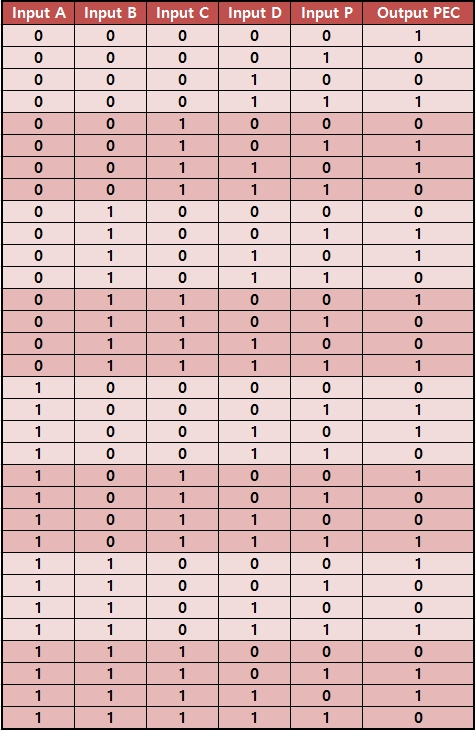 Input A Input B Input C Input D Input P Output PEC
0 0 0 0 0 1
0 0 0 0 1 0
0 0 0 1 0 0
0 0 0 1 1 1
0 0 1 0 0 0
0 0 1 0 1 1
0 0 1 1 0 1
0 0 1 1 1 0
0 1 0 0 0 0
0 1 0 0 1 1
0 1 0 1 0 1
0 1 0 1 1 0
0 1 1 0 0 1
0 1 1 0 1 0
0 1 1 1 0 0
0 1 1 1 1 1
1 0 0 0 0 0
1 0 0 0 1 1
1 0 0 1 0 1
1 0 0 1 1 0
1 0 1 0 0 1
1 0 1 0 1 0
1 0 1 1 0 0
1 0 1 1 1 1
1 1 0 0 0 1
1 1 0 0 1 0
1 1 0 1 0 0
1 1 0 1 1 1
1 1 1 0 0 0
1 1 1 0 1 1
1 1 1 1 0 1
1 1 1 1 1 0